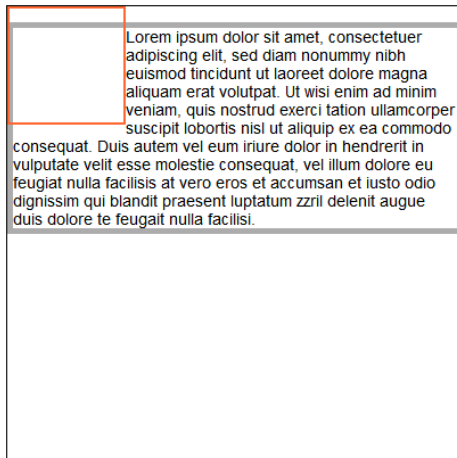 Lorem ipsum dolor sit amet, consectetuer
adipiscing elit, sed diam nonummy nibh
euismod tincidunt ut laoreet dolore magna
aliquam erat volutpat. Ut wisi enim ad minim
veniam, quis nostrud exerci tation ullamcorper
suscipit lobortis nisl ut aliquip ex ea commodo
consequat. Duis autem vel eum iriure dolor in hendrerit in
vulputate velit esse molestie consequat, vel illum dolore eu
feugiat nulla facilisis at vero eros et accumsan et iusto odio
dignissim qui blandit praesent luptatum zzril delenit augue
duis dolore te feugait nulla facilisi.